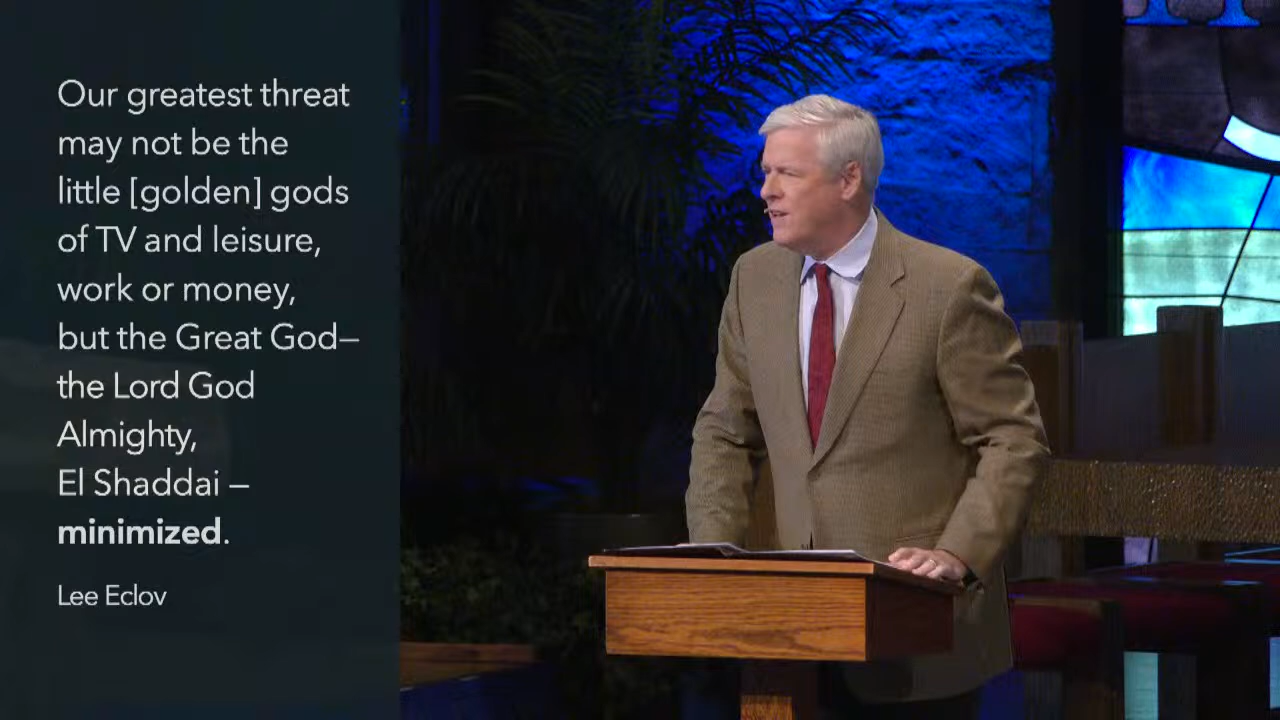 Our greatest threat
may not be the
little [golden] gods
of TV and leisure,
work or money,
but the Great God—
the Lord God
Almighty,
El Shaddai –
minimized.
Lee Eclov